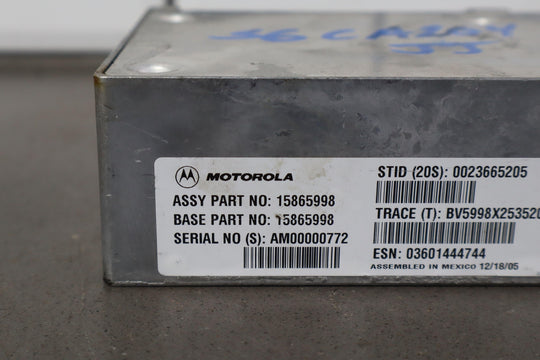 MOTOROLA
ASSY PART NO: 15865998
BASE PART NO: 15865998
SERIAL NO (S): AM00000772
STID (20S): 0023665205
TRACE (T): BV5998X253520
ESN: 03601444744
ASSEMBLED IN MEXICO 12/18/05